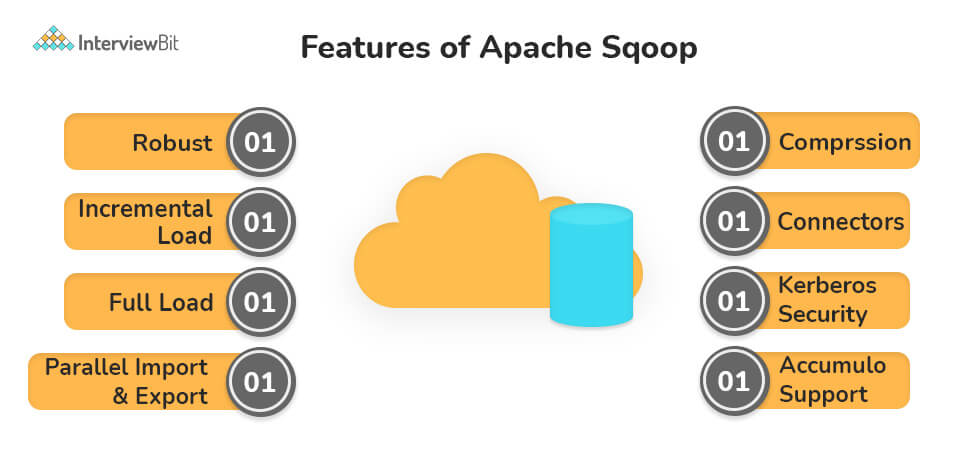 InterviewBit
Features of Apache Sqoop
Robust 01
Incremental
Load 01
Full Load 01
Parallel Import
& Export 01
01 Comprssion
01 Connectors
01 Kerberos
Security
01 Accumulo
Support